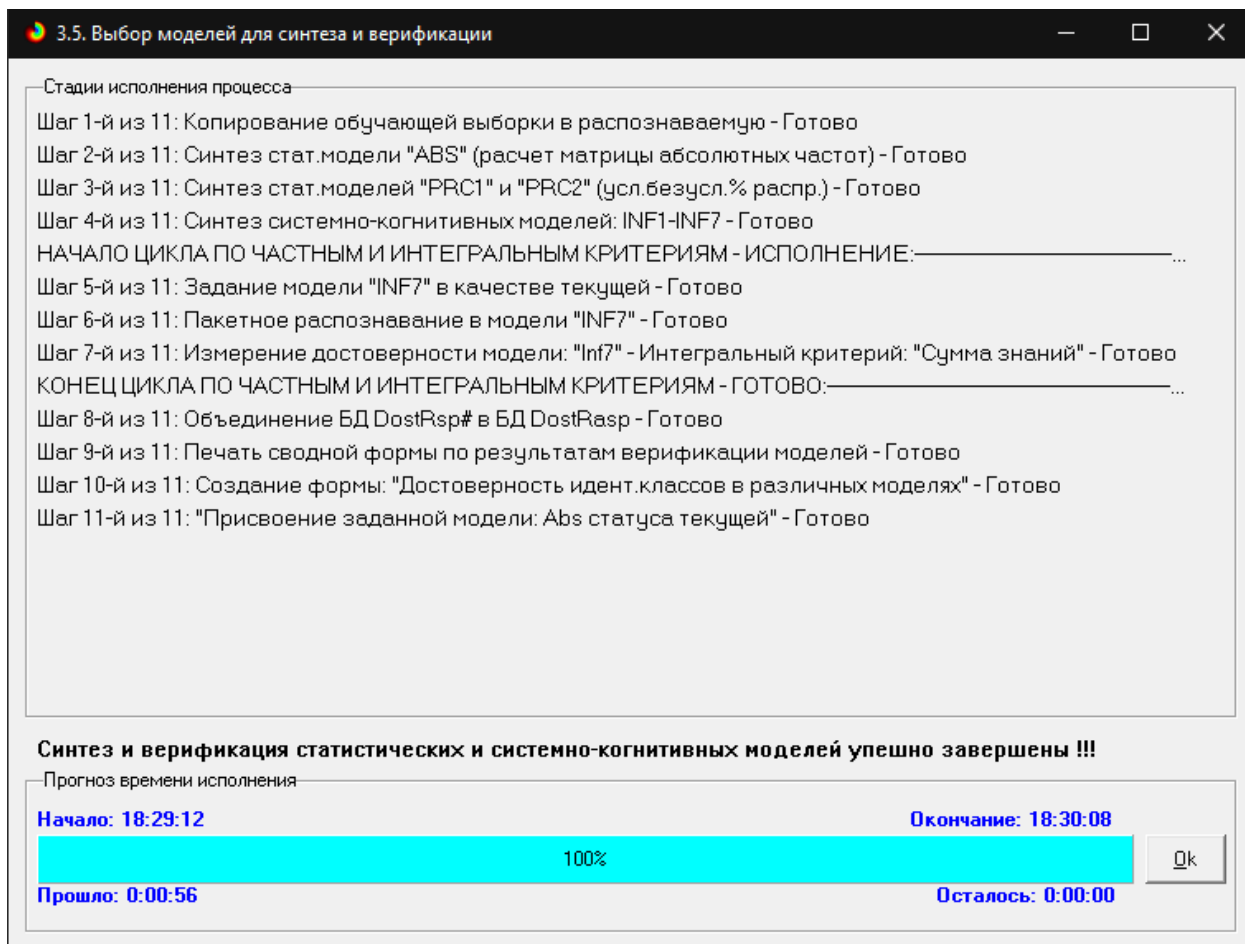 3.5. Выбор моделей для синтеза и верификации
Стадии исполнения процесса
Шаг 1-й из 11: Копирование обучающей выборки в распознаваемую - Готово
Шаг 2-й из 11: Синтез стат.модели "ABS" (расчет матрицы абсолютных частот) - Готово
Шаг 3-й из 11: Синтез стат.моделей "PRC1" и "PRC2" (усл.безусл.% распр.) - Готово
Шаг 4-й из 11: Синтез системно-когнитивных моделей: INF1-INF7 - Готово
НАЧАЛО ЦИКЛА ПО ЧАСТНЫМ И ИНТЕГРАЛЬНЫМ КРИТЕРИЯМ - ИСПОЛНЕНИЕ:————————————...
Шаг 5-й из 11: Задание модели "INF7" в качестве текущей - Готово
Шаг 6-й из 11: Пакетное распознавание в модели "INF7" - Готово
Шаг 7-й из 11: Измерение достоверности модели: "Inf7" - Интегральный критерий: "Сумма знаний" - Готово
КОНЕЦ ЦИКЛА ПО ЧАСТНЫМ И ИНТЕГРАЛЬНЫМ КРИТЕРИЯМ - ГОТОВО:————————————————...
Шаг 8-й из 11: Объединение БД DostRsp# в БД DostRasp - Готово
Шаг 9-й из 11: Печать сводной формы по результатам верификации моделей - Готово
Шаг 10-й из 11: Создание формы: "Достоверность идент.классов в различных моделях" - Готово
Шаг 11-й из 11: "Присвоение заданной модели: Abs статуса текущей" - Готово
Синтез и верификация статистических и системно-когнитивных моделей упешно завершены !!!
Прогноз времени исполнения
Начало: 18:29:12 Окончание: 18:30:08
100% Ok
Прошло: 0:00:56 Осталось: 0:00:00